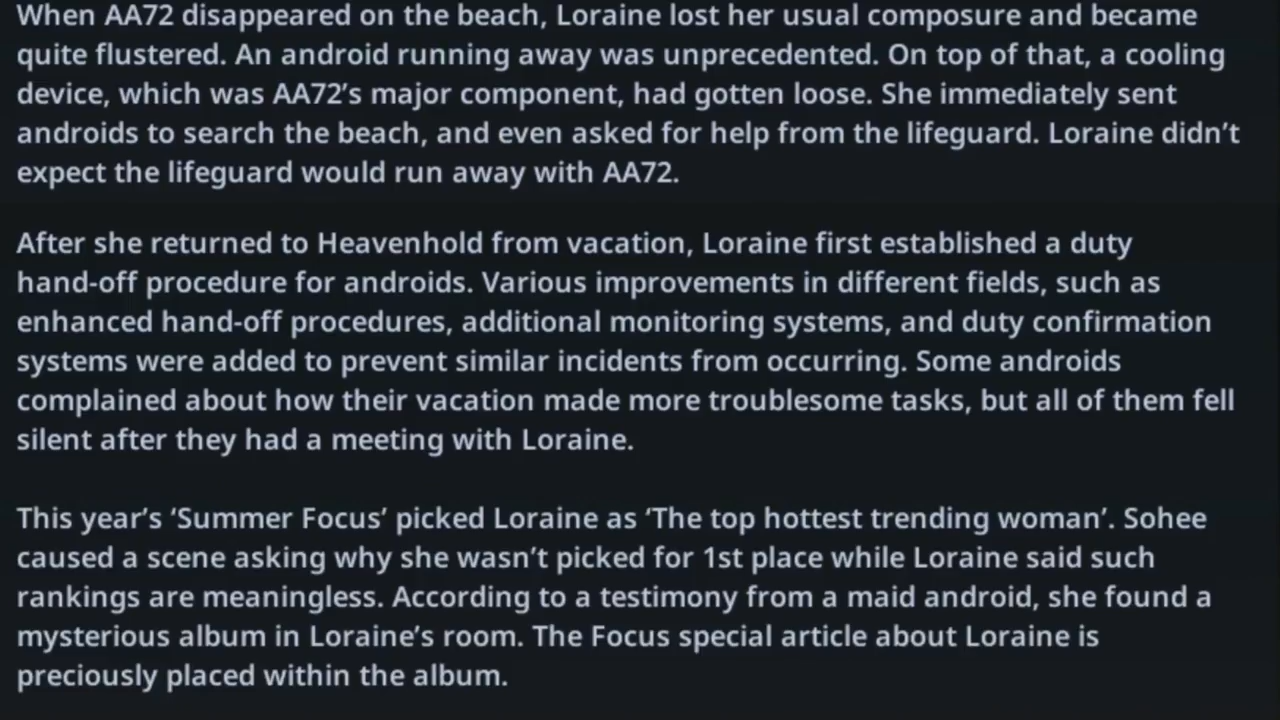 When AA72 disappeared on the beach, Loraine lost her usual composure and became
quite flustered. An android running away was unprecedented. On top of that, a cooling
device, which was AA72’s major component, had gotten loose. She immediately sent
androids to search the beach, and even asked for help from the lifeguard. Loraine didn’t
expect the lifeguard would run away with AA72.
After she returned to Heavenhold from vacation, Loraine first established a duty
hand-off procedure for androids. Various improvements in different fields, such as
enhanced hand-off procedures, additional monitoring systems, and duty confirmation
systems were added to prevent similar incidents from occurring. Some androids
complained about how their vacation made more troublesome tasks, but all of them fell
silent after they had a meeting with Loraine.
This year’s ‘Summer Focus’ picked Loraine as ‘The top hottest trending woman’. Sohee
caused a scene asking why she wasn’t picked for 1st place while Loraine said such
rankings are meaningless. According to a testimony from a maid android, she found a
mysterious album in Loraine’s room. The Focus special article about Loraine is
preciously placed within the album.